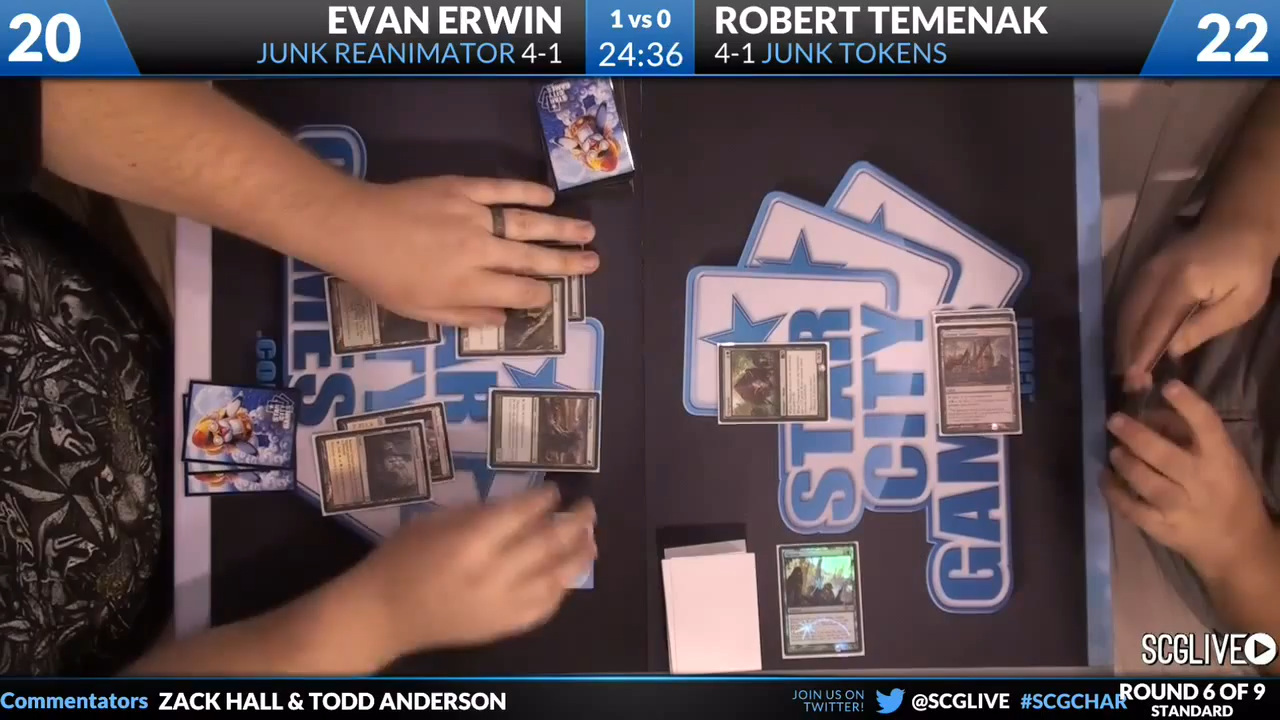 20
EVAN ERWIN
JUNK REANIMATOR 4-1
1 vs 0
24:36
ROBERT TEMENAK
4-1 JUNK TOKENS
22
STAR
CITY
GAM
.COM
SCGLIVE
Commentators ZACK HALL & TODD ANDERSON
JOIN US ON
TWITTER!
@SCGLIVE #SCGCHAR
ROUND 6 OF 9
STANDARD